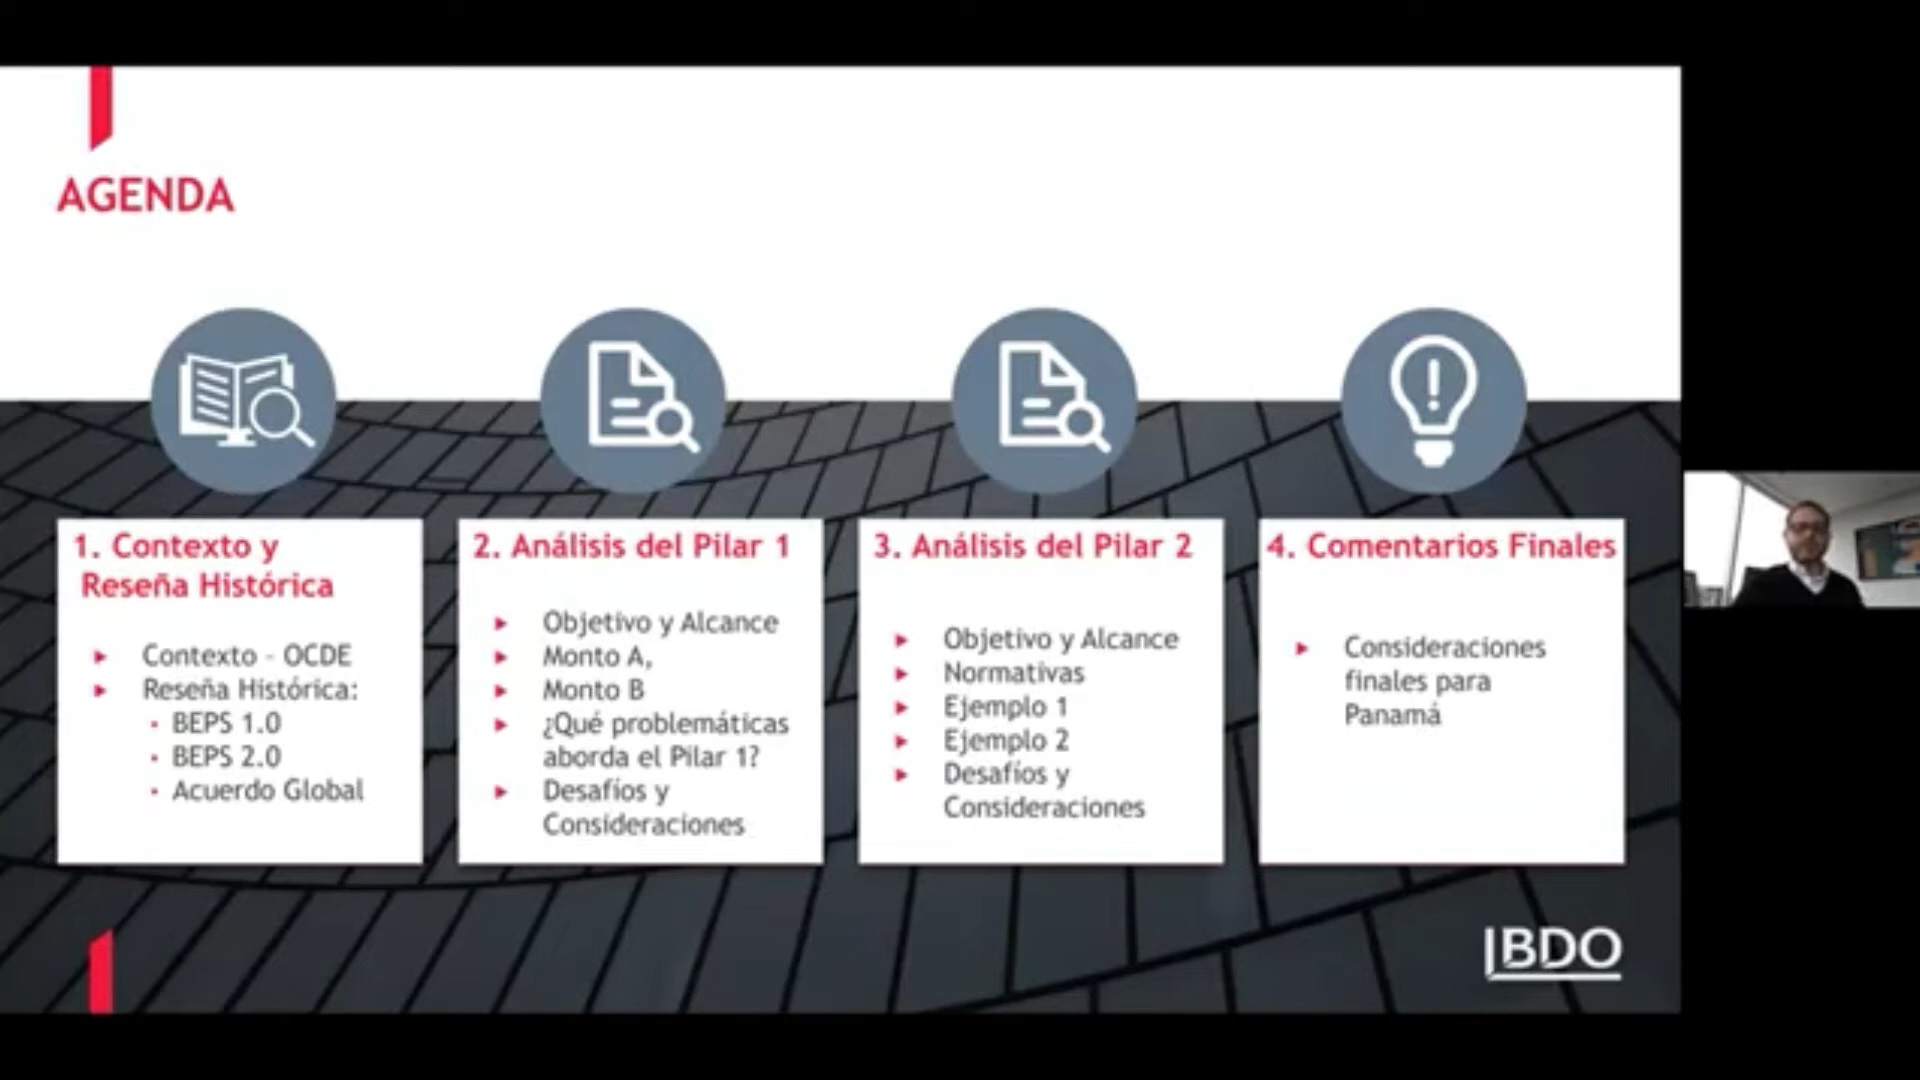 AGENDA
1. Contexto y
Reseña Histórica
Contexto - OCDE
Reseña Histórica:
BEPS 1.0
BEPS 2.0
Acuerdo Global
2. Análisis del Pilar 1
Objetivo y Alcance
Monto A,
Monto B
¿Qué problemáticas
aborda el Pilar 1?
Desafíos y
Consideraciones
3. Análisis del Pilar 2
Objetivo y Alcance
Normativas
Ejemplo 1
Ejemplo 2
Desafíos y
Consideraciones
4. Comentarios Finales
Consideraciones
finales para
Panamá
BDO